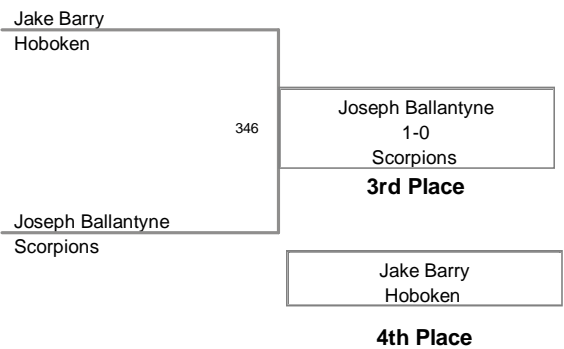 Jake Barry
Hoboken
346
Joseph Ballantyne
1-0
Scorpions
3rd Place
Joseph Ballantyne
Scorpions
Jake Barry
Hoboken
4th Place